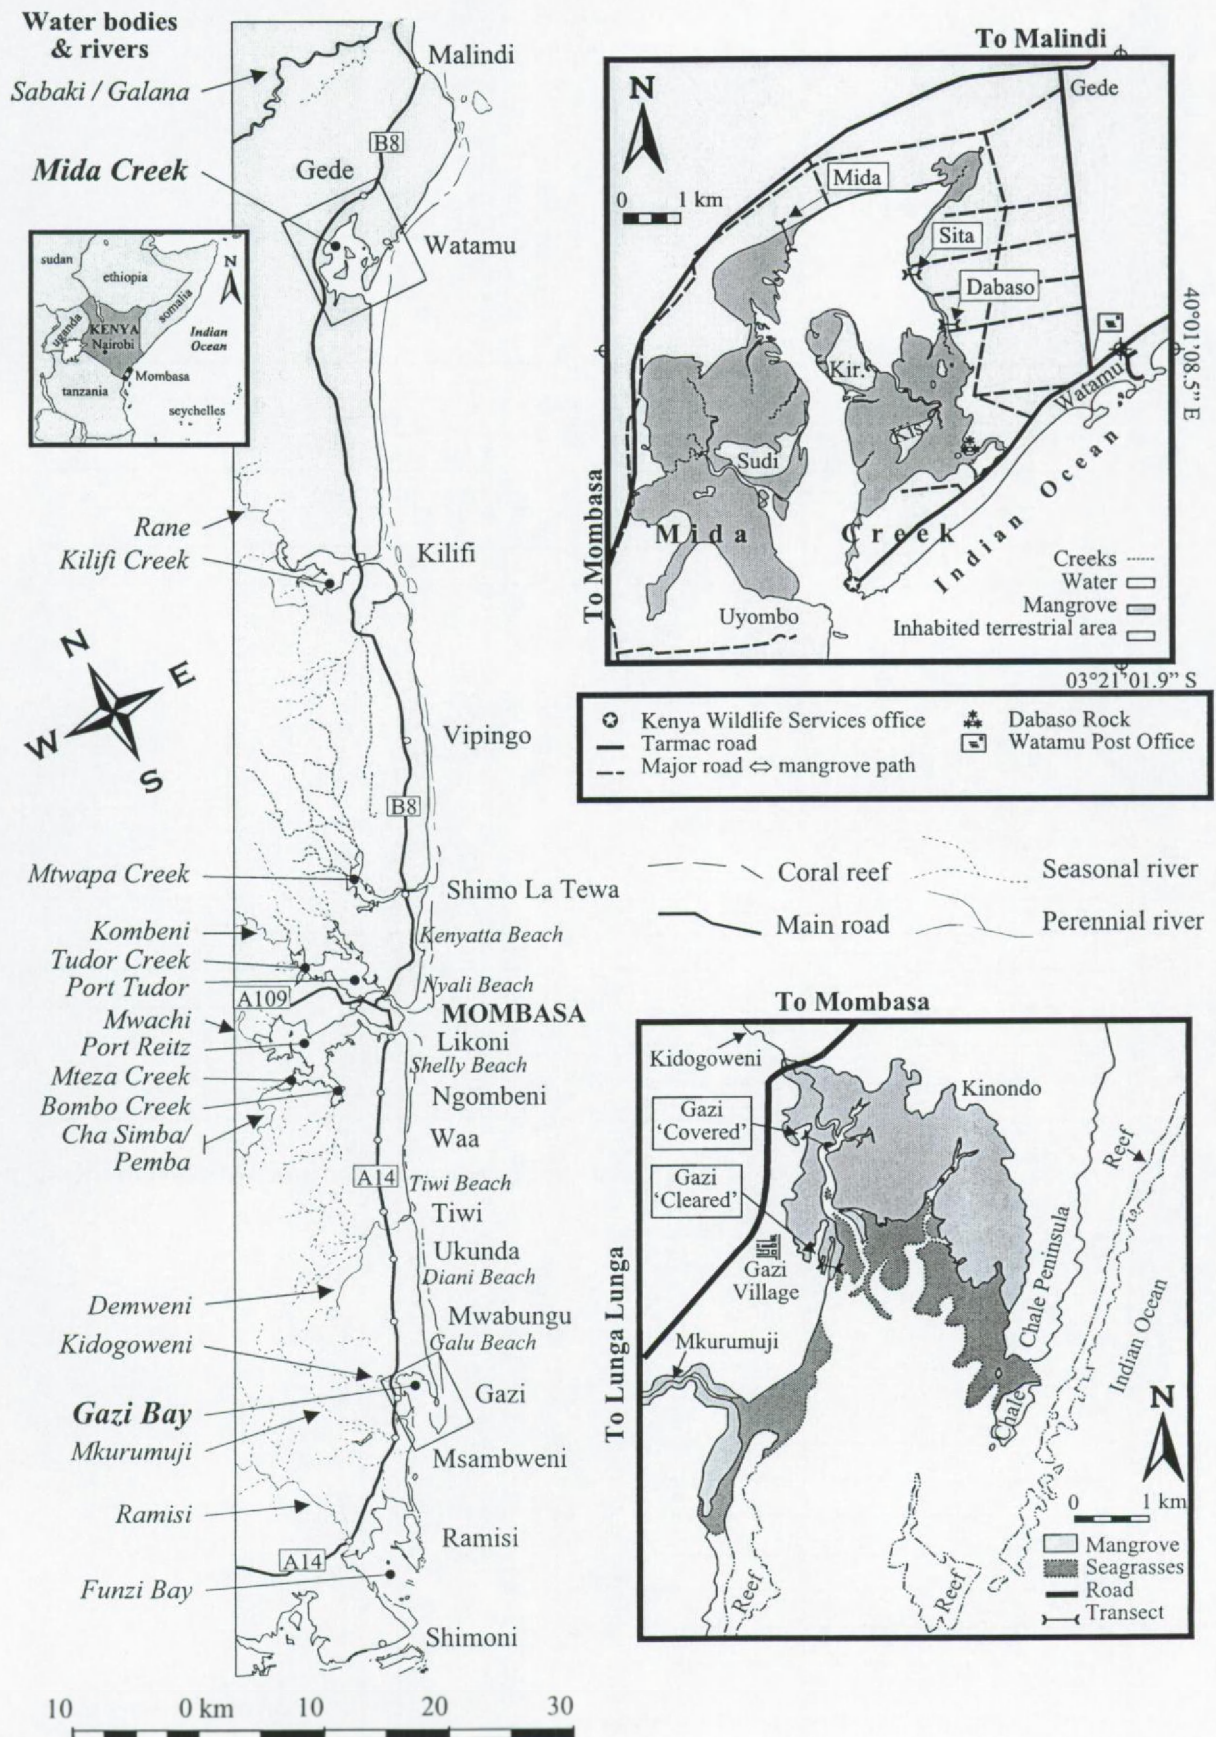 Water bodies
& rivers
Sabaki / Galana
Malindi
B8
Mida Creek
Gede
Watamu
sudan
ethiopia
N
uganda
KENYA
Nairobi
somalia
Indian
Ocean
Mombasa
tanzania
seychelles
Rane
Kilifi Creek
Kilifi
N
E
W
S
Vipingo
B8
Mtwapa Creek
Shimo La Tewa
Kombeni
Kenyatta Beach
Tudor Creek
Port Tudor
Nyali Beach
A109
MOMBASA
Mwachi
Port Reitz
Likoni
Shelly Beach
Mteza Creek
Ngombeni
Bombo Creek
Cha Simba/
Pemba
Waa
A14
Tiwi Beach
Tiwi
Ukunda
Diani Beach
Demweni
Mwabungu
Kidogoweni
Galu Beach
Gazi Bay
Gazi
Mkurumuji
Msambweni
Ramisi
Ramisi
A14
Funzi Bay
Shimoni
10 0 km 10 20 30
To Malindi
N
Gede
0 1 km
Mida
Sita
Dabaso
40°01'08.5" E
Kir.
Kis.
Watamu
Sudi
Mida Creek
Indian Ocean
To Mombasa
Uyombo
Creeks
Water
Mangrove
Inhabited terrestrial area
03°21'01.9" S
Kenya Wildlife Services office
Dabaso Rock
Tarmac road
Watamu Post Office
Major road ⇔ mangrove path
Coral reef
Seasonal river
Main road
Perennial river
To Mombasa
Kidogoweni
Kinondo
Gazi
'Covered'
Gazi
'Cleared'
Reef
Gazi
Village
Chale Peninsula
Indian Ocean
To Lunga Lunga
Mkurumuji
Chale
N
0 1 km
Reef
Reef
Mangrove
Seagrasses
Road
Transect